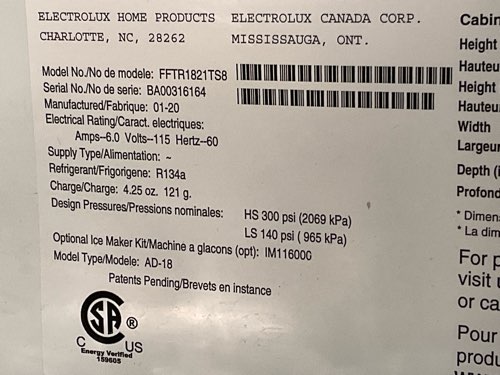 ELECTROLUX HOME PRODUCTS ELECTROLUX CANADA CORP.
CHARLOTTE, NC, 28262 MISSISSAUGA, ONT.
Model No./No de modele: FFTR1821TS8
Serial No./No de série: BA00316164
Manufactured/Fabrique: 01-20
Electrical Rating/Caract. electriques:
Amps--6.0 Volts--115 Hertz--60
Supply Type/Alimentation: ~
Refrigerant/Frigorigene: R134a
Charge/Charge: 4.25 oz. 121 g.
Design Pressures/Pressions nominales: HS 300 psi (2069 kPa)
LS 140 psi ( 965 kPa)
Optional Ice Maker Kit/Machine a glacons (opt): IM116000
Model Type/Modele: AD-18
Patents Pending/Brevets en instance
SA ®
C US
Energy Verified
159605
Cabin
Height
Hauteu
Height
Hauteu
Width
Largeur
Depth (i
Profond
* Dimens
* La dim
For p
visit u
or ca
Pour
produ